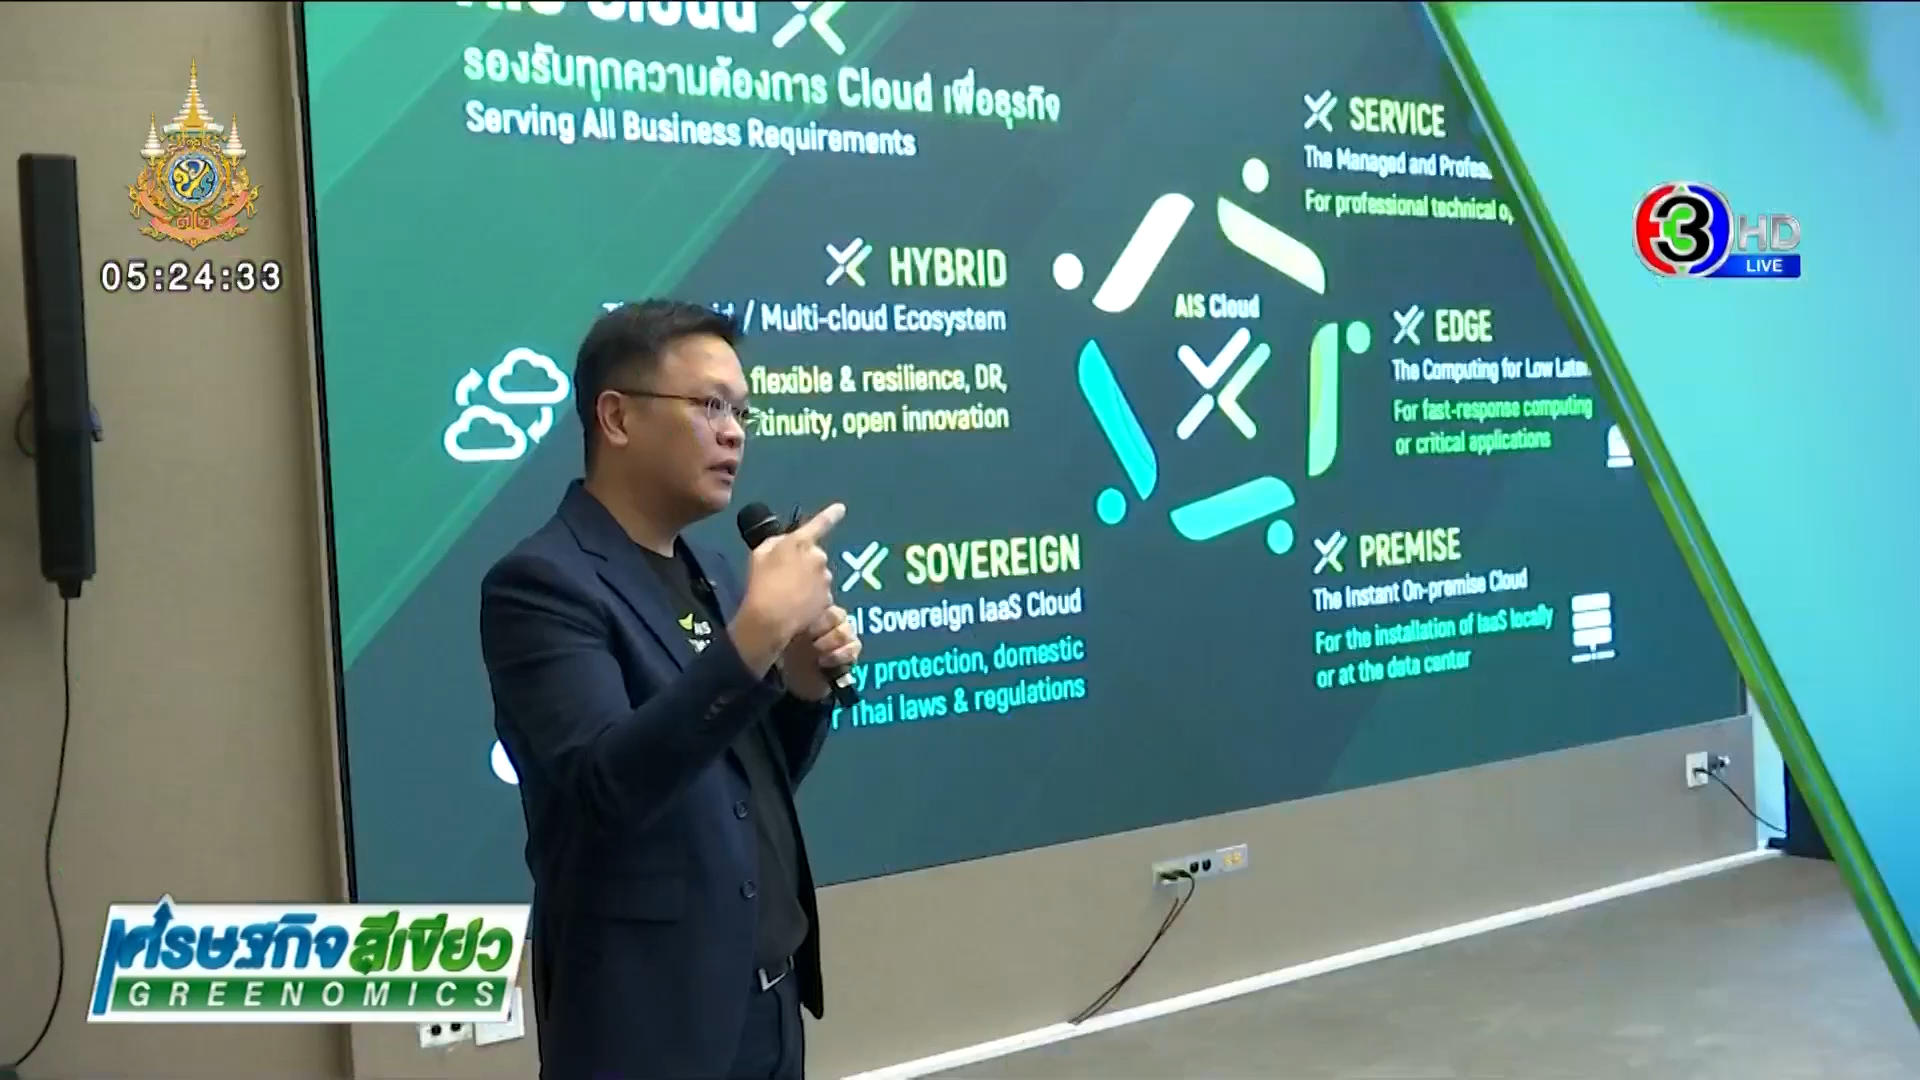 AIS Cloud X
รองรับทุกความต้องการ Cloud เพื่อธุรกิจ
Serving All Business Requirements
05:24:33
3 HD
LIVE
X SERVICE
The Managed and
For professional technical
X HYBRID
/ Multi-cloud Ecosystem
flexible & resilience, DR,
open innovation
AIS Cloud
X
X EDGE
The Computing for Low
For fast-response computing
or critical applications
X SOVEREIGN
Sovereign IaaS Cloud
protection, domestic
Thai laws & regulations
X PREMISE
The Instant On-premise Cloud
For the installation of IaaS locally
or at the data center
AIS
เศรษฐกิจสีเขียว
GREENOMICS